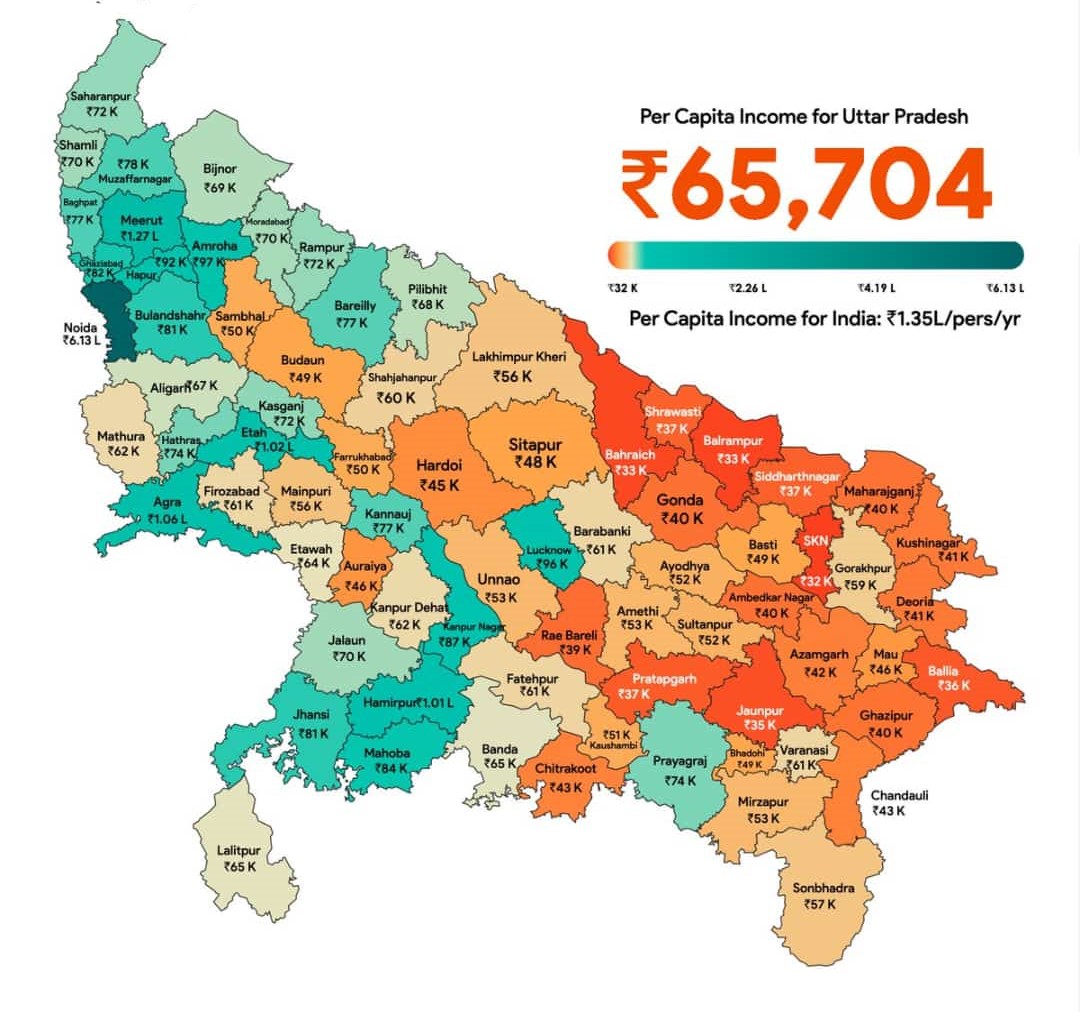 Per Capita Income for Uttar Pradesh
₹65,704
₹32 K
₹2.26 L
₹4.19 L
₹6.13 L
Per Capita Income for India: ₹1.35L/pers/yr
Saharanpur
₹72 K
Shamli
₹70 K
₹78 K
Muzaffarnagar
Bijnor
₹69 K
Baghpat
₹77 K
Meerut
₹1.27 L
Amroha
₹97K
Moradabad
₹70 K
Rampur
₹72 K
Ghaziabad
₹82 K
₹92 K
Hapur
Pilibhit
₹68 K
Bareilly
₹77 K
Noida
₹6.13 L
Bulandshahr
₹81 K
Sambhal
₹50 K
Budaun
₹49 K
Shahjahanpur
₹60 K
Lakhimpur Kheri
₹56 K
Aligarh ₹67 K
Kasganj
₹72 K
Mathura
₹62 K
Hathras
₹74 K
Etah
₹1.02 L
Farrukhabad
₹50 K
Hardoi
₹45 K
Sitapur
₹48 K
Bahraich
₹33 K
Shrawasti
₹37 K
Balrampur
₹33 K
Siddharthnagar
₹37 K
Maharajganj
₹40 K
Agra
₹1.06 L
Firozabad
₹61 K
Mainpuri
₹56 K
Kannauj
₹77 K
Gonda
₹40 K
Lucknow
₹96 K
Barabanki
₹61 K
Basti
₹49 K
SKN
₹32 K
Gorakhpur
₹59 K
Kushinagar
₹41 K
Etawah
₹64 K
Auraiya
₹46 K
Unnao
₹53 K
Ayodhya
₹52 K
Ambedkar Nagar
₹40 K
Deoria
₹41 K
Kanpur Dehat
₹62 K
Kanpur Nagar
₹87 K
Rae Bareli
₹39 K
Amethi
₹53 K
Sultanpur
₹52 K
Azamgarh
₹42 K
Mau
₹46 K
Ballia
₹36 K
Jalaun
₹70 K
Fatehpur
₹61 K
Pratapgarh
₹37 K
Jaunpur
₹35 K
Ghazipur
₹40 K
Jhansi
₹81 K
Hamirpur ₹1.01 L
Mahoba
₹84 K
Banda
₹65 K
Chitrakoot
₹43 K
₹51 K
Kaushambi
Prayagraj
₹74 K
Bhadohi
₹49 K
Varanasi
₹61 K
Mirzapur
₹53 K
Chandauli
₹43 K
Lalitpur
₹65 K
Sonbhadra
₹57 K